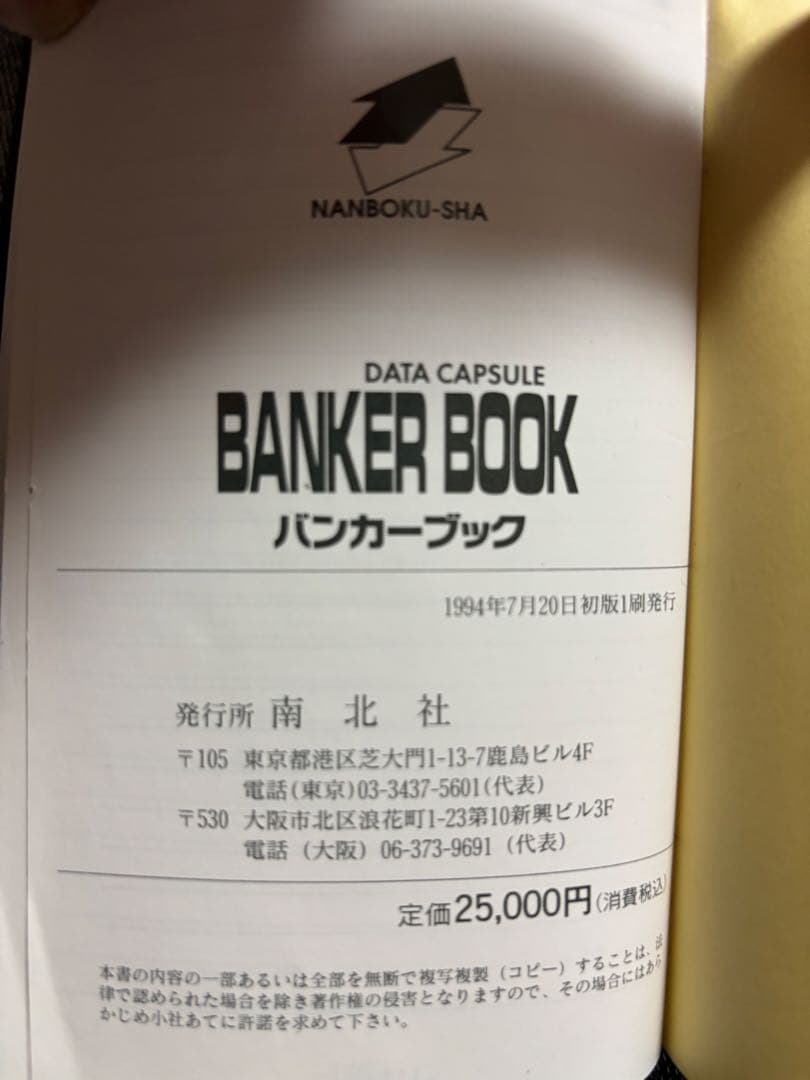 NANBOKU-SHA
DATA CAPSULE
BANKER BOOK
バンカーブック
1994年7月20日初版1刷発行
発行所 南 北 社
〒105 東京都港区芝大門1-13-7鹿島ビル4F
電話(東京)03-3437-5601(代表)
〒530 大阪市北区浪花町1-23第10新興ビル3F
電話(大阪)06-373-9691(代表)
定価25,000円(消費税込)
本書の内容の一部あるいは全部を無断で複写複製(コピー)することは、法
律で認められた場合を除き著作権の侵害となりますので、その場合にはあら
かじめ小社あてに許諾を求めて下さい。